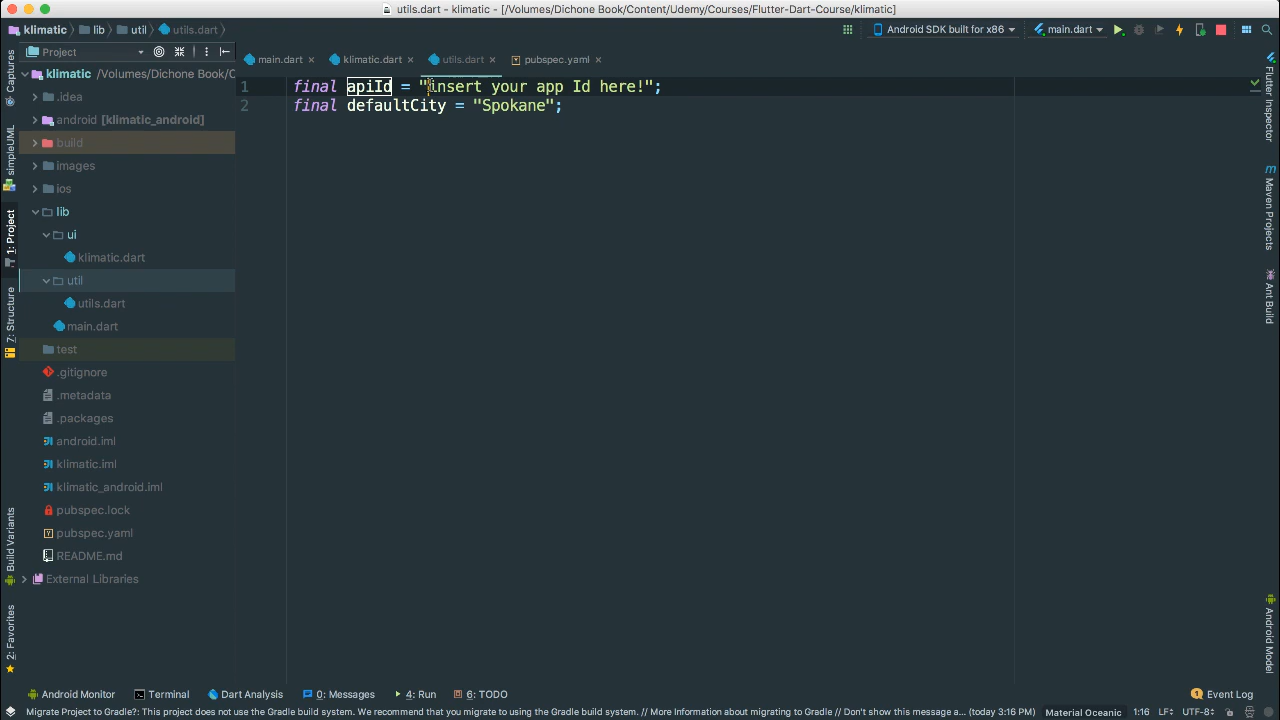 utils.dart - klimatic - [/Volumes/Dichone Book/Content/Udemy/Courses/Flutter-Dart-Course/klimatic]
klimatic
lib
util
utils.dart
Android SDK built for x86
main.dart
Project
main.dart
klimatic.dart
utils.dart
pubspec.yaml
klimatic /Volumes/Dichone Book/C
.idea
android [klimatic_android]
build
images
ios
lib
ui
klimatic.dart
util
utils.dart
main.dart
test
.gitignore
.metadata
.packages
android.iml
klimatic.iml
klimatic_android.iml
pubspec.lock
pubspec.yaml
README.md
External Libraries
1 final apiId = "insert your app Id here!";
2 final defaultCity = "Spokane";
Captures
simpleUML
1: Project
7: Structure
Build Variants
2: Favorites
Flutter Inspector
Maven Projects
Ant Build
Android Model
Android Monitor
Terminal
Dart Analysis
0: Messages
4: Run
6: TODO
1 Event Log
Migrate Project to Gradle?: This project does not use the Gradle build system. We recommend that you migrate to using the Gradle build system. // More Information about migrating to Gradle // Don't show this message a... (today 3:16 PM)
Material Oceanic
1:16
LF
UTF-8